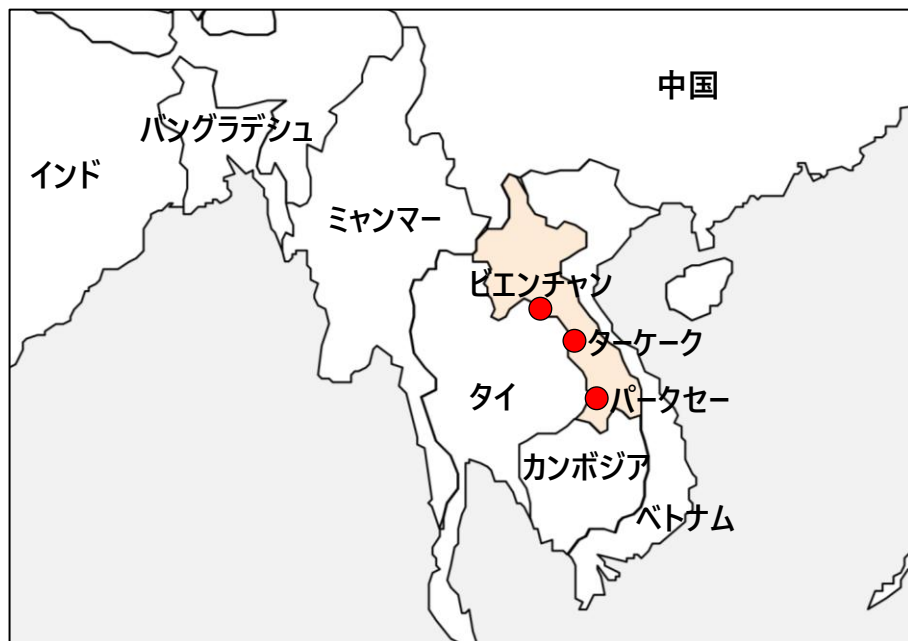 中国
バングラデシュ
インド
ミャンマー
ビエンチャン
ターケーク
タイ
パークセー
カンボジア
ベトナム